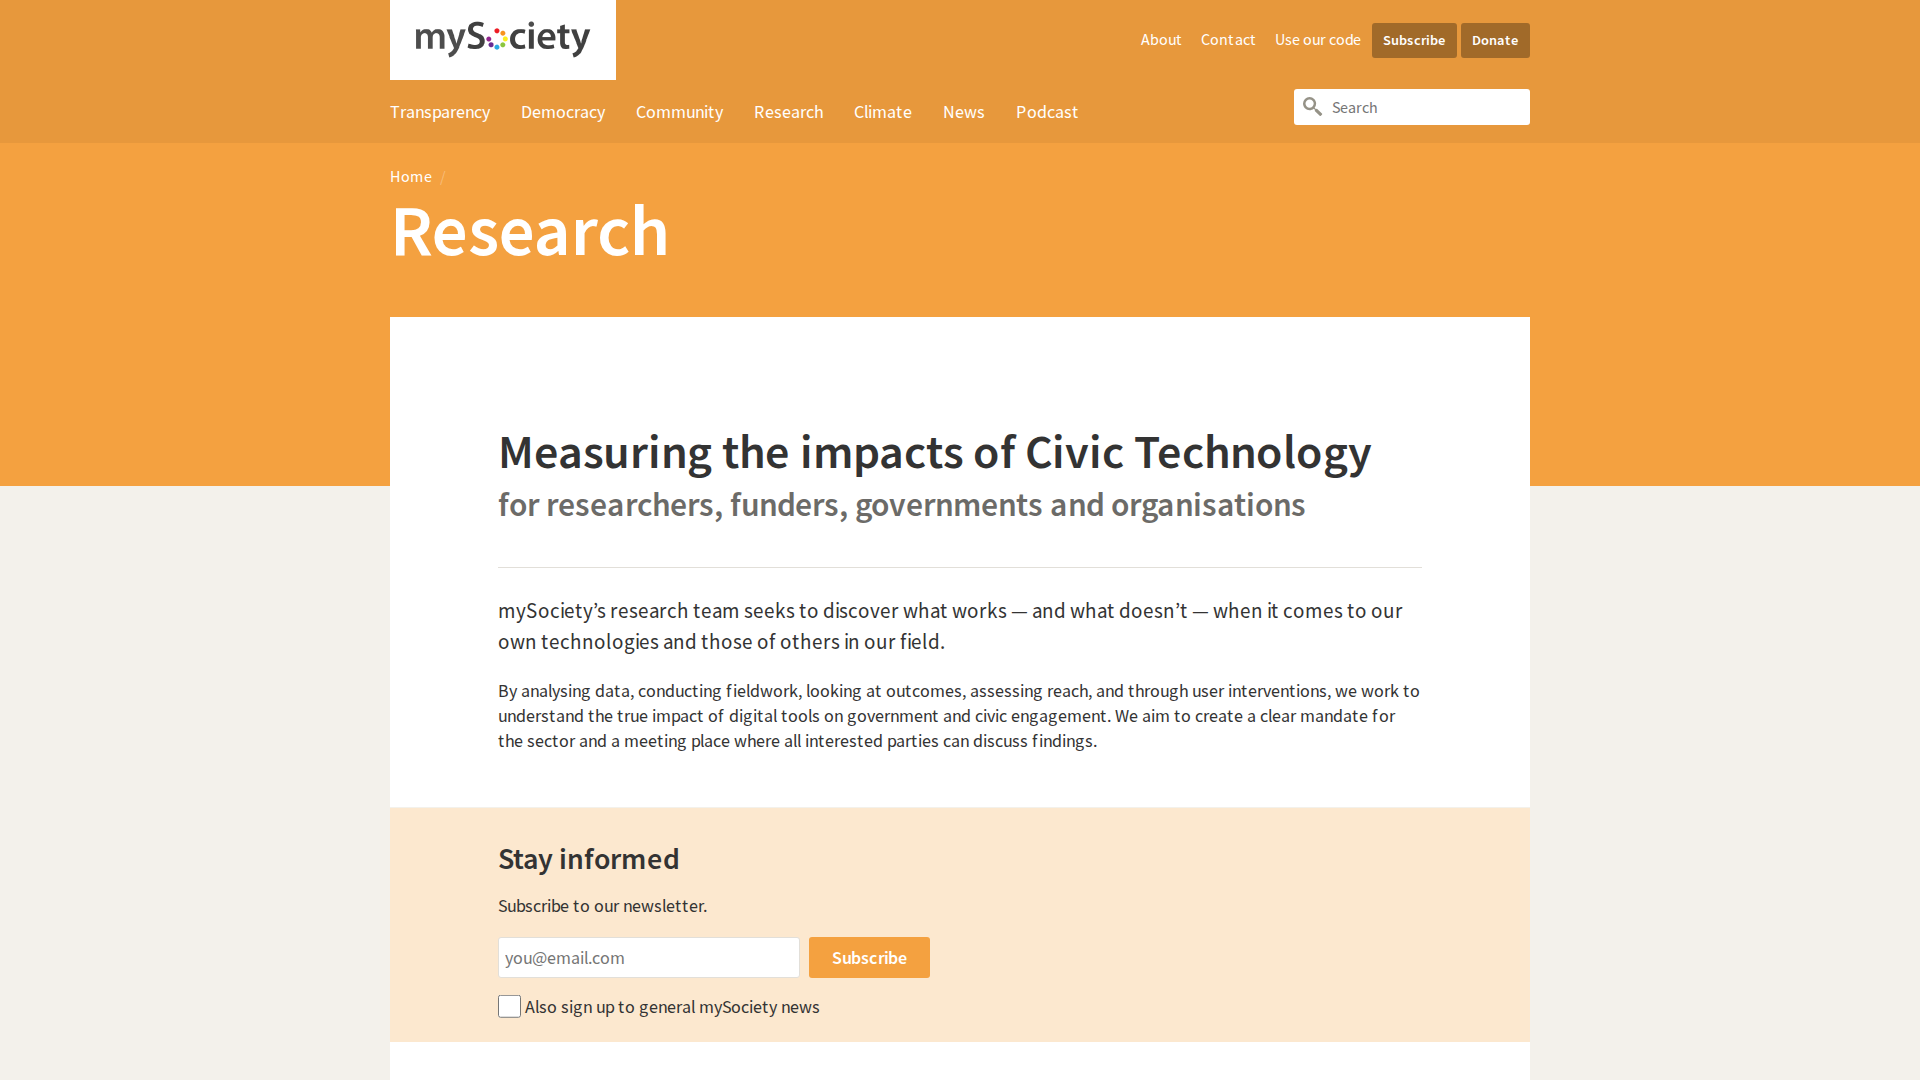 mySociety
About Contact Use our code Subscribe Donate
Transparency Democracy Community Research Climate News Podcast
Search
Home /
Research
Measuring the impacts of Civic Technology
for researchers, funders, governments and organisations
mySociety’s research team seeks to discover what works — and what doesn’t — when it comes to our
own technologies and those of others in our field.
By analysing data, conducting fieldwork, looking at outcomes, assessing reach, and through user interventions, we work to
understand the true impact of digital tools on government and civic engagement. We aim to create a clear mandate for
the sector and a meeting place where all interested parties can discuss findings.
Stay informed
Subscribe to our newsletter.
you@email.com Subscribe
Also sign up to general mySociety news